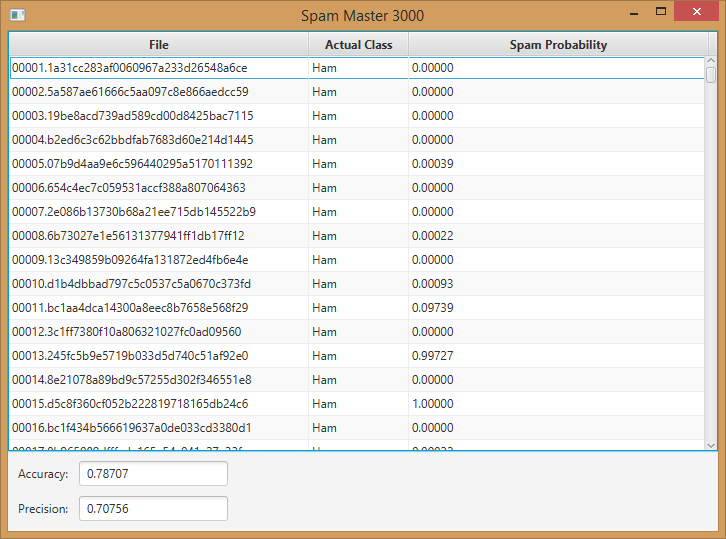 Spam Master 3000
File Actual Class Spam Probability
00001.1a31cc283af0060967a233d26548a6ce Ham 0.00000
00002.5a587ae61666c5aa097c8e866aedcc59 Ham 0.00000
00003.19be8acd739ad589cd00d8425bac7115 Ham 0.00000
00004.b2ed6c3c62bbdfab7683d60e214d1445 Ham 0.00000
00005.07b9d4aa9e6c596440295a5170111392 Ham 0.00039
00006.654c4ec7c059531accf388a807064363 Ham 0.00000
00007.2e086b13730b68a21ee715db145522b9 Ham 0.00000
00008.6b73027e1e56131377941ff1db17ff12 Ham 0.00022
00009.13c349859b09264fa131872ed4fb6e4e Ham 0.00000
00010.d1b4dbbad797c5c0537c5a0670c373fd Ham 0.00093
00011.bc1aa4dca14300a8eec8b7658e568f29 Ham 0.09739
00012.3c1ff7380f10a806321027fc0ad09560 Ham 0.00000
00013.245fc5b9e5719b033d5d740c51af92e0 Ham 0.99727
00014.8e21078a89bd9c57255d302f346551e8 Ham 0.00000
00015.d5c8f360cf052b222819718165db24c6 Ham 1.00000
00016.bc1f434b566619637a0de033cd3380d1 Ham 0.00000
Accuracy: 0.78707
Precision: 0.70756